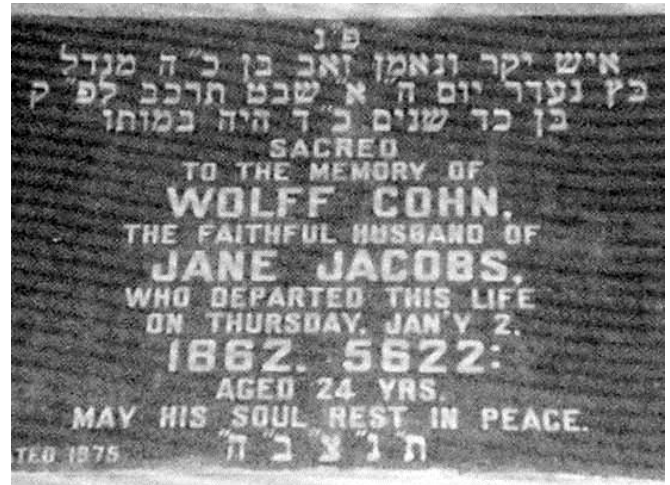 פ״נ
איש יקר ונאמן זאב בן כ״ה מנדל
כץ נעדר יום ה׳ א׳ שבט תרכב לפ״ק
בן כד שנים כ״ד היה במותו
SACRED
TO THE MEMORY OF
WOLFF COHN.
THE FAITHFUL HUSBAND OF
JANE JACOBS,
WHO DEPARTED THIS LIFE
ON THURSDAY, JAN'Y 2,
1862. 5622:
AGED 24 YRS.
MAY HIS SOUL REST IN PEACE.
ת״נ״צ״ב״ה״
TED 1975